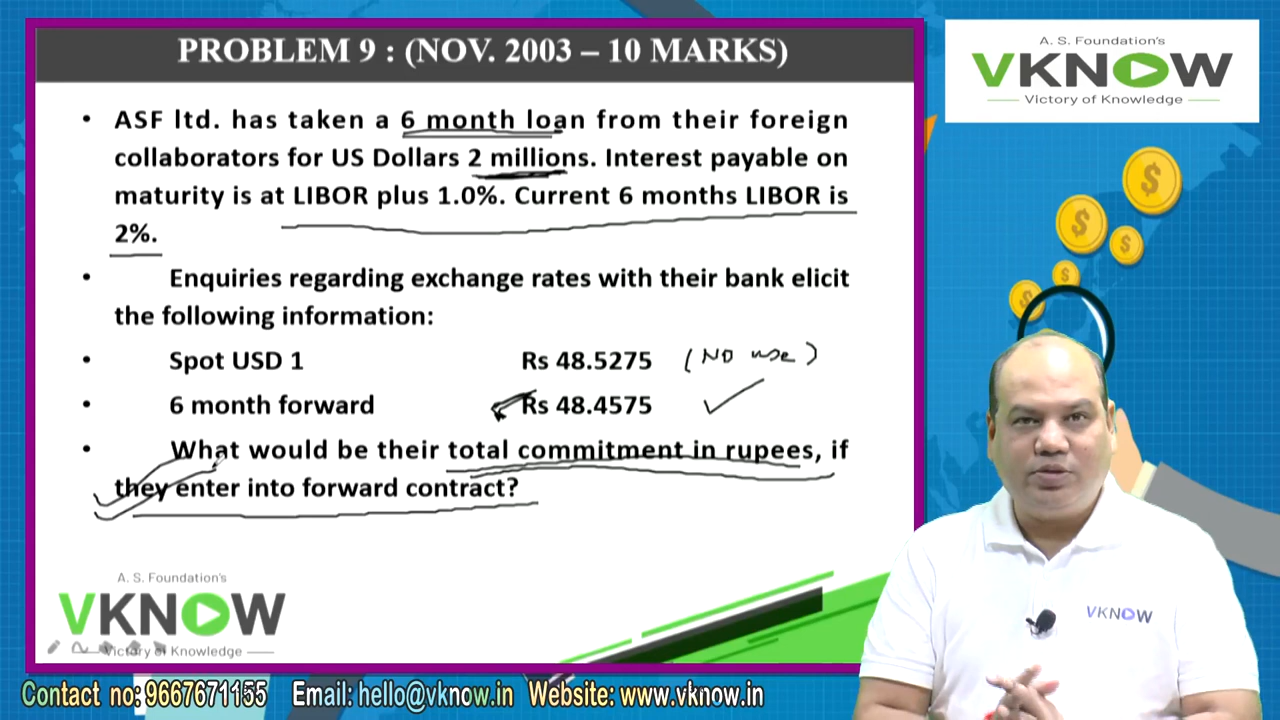 PROBLEM 9 : (NOV. 2003 – 10 MARKS)
A. S. Foundation's
VKNOW
Victory of Knowledge
• ASF ltd. has taken a 6 month loan from their foreign
collaborators for US Dollars 2 millions. Interest payable on
maturity is at LIBOR plus 1.0%. Current 6 months LIBOR is
2%.
• Enquiries regarding exchange rates with their bank elicit
the following information:
• Spot USD 1 Rs 48.5275 (NO use)
• 6 month forward Rs 48.4575
• What would be their total commitment in rupees, if
they enter into forward contract?
A. S. Foundation's
VKNOW
Victory of Knowledge
VKNOW
Contact no: 9667671155 Email: hello@vknow.in Website: www.vknow.in